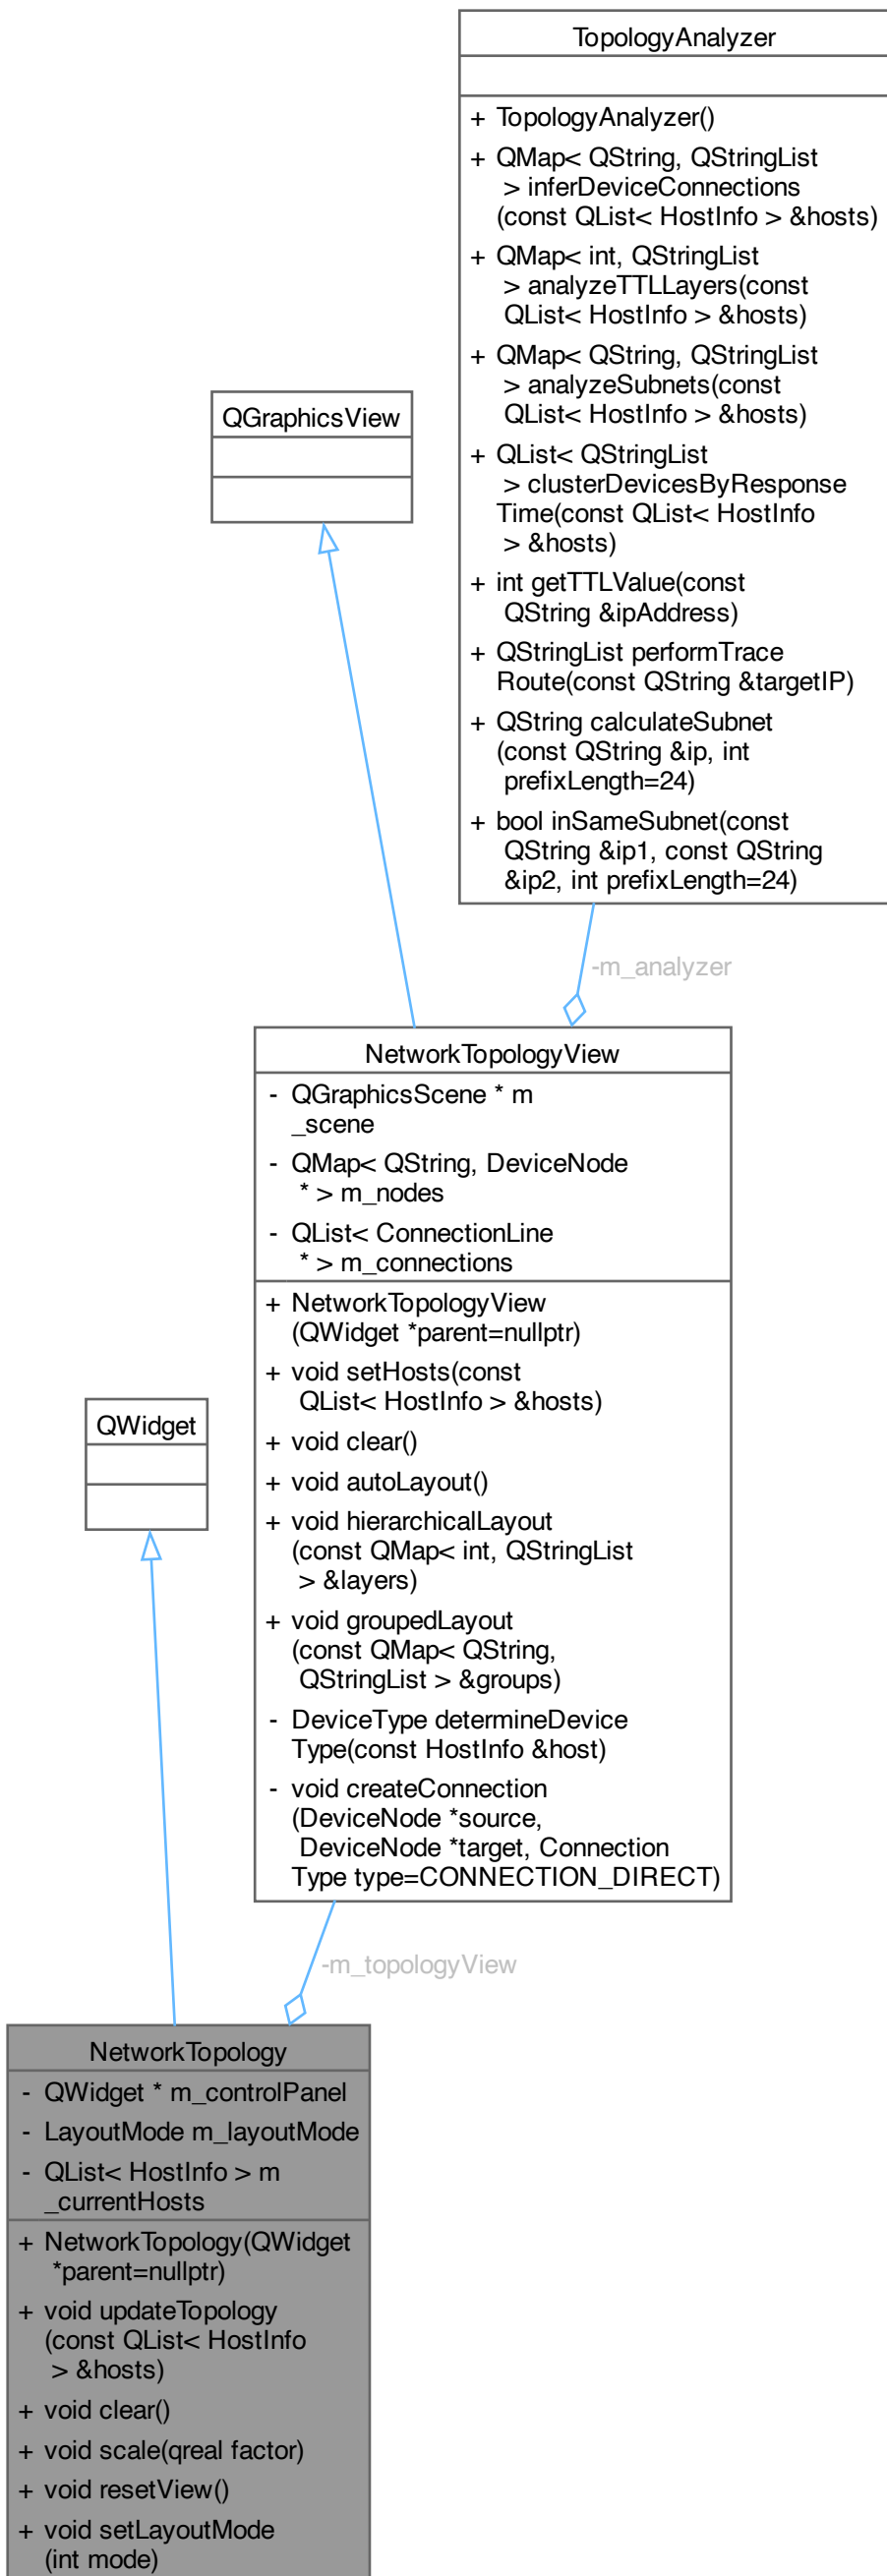 TopologyAnalyzer
+ TopologyAnalyzer()
+ QMap< QString, QStringList
> inferDeviceConnections
(const QList< HostInfo > &hosts)
+ QMap< int, QStringList
> analyzeTTLLayers(const
QList< HostInfo > &hosts)
+ QMap< QString, QStringList
> analyzeSubnets(const
QList< HostInfo > &hosts)
+ QList< QStringList
> clusterDevicesByResponse
Time(const QList< HostInfo
> &hosts)
+ int getTTLValue(const
QString &ipAddress)
+ QStringList performTrace
Route(const QString &targetIP)
+ QString calculateSubnet
(const QString &ip, int
prefixLength=24)
+ bool inSameSubnet(const
QString &ip1, const QString
&ip2, int prefixLength=24)
QGraphicsView
-m_analyzer
NetworkTopologyView
- QGraphicsScene * m
_scene
- QMap< QString, DeviceNode
* > m_nodes
- QList< ConnectionLine
* > m_connections
+ NetworkTopologyView
(QWidget *parent=nullptr)
+ void setHosts(const
QList< HostInfo > &hosts)
+ void clear()
+ void autoLayout()
+ void hierarchicalLayout
(const QMap< int, QStringList
> &layers)
+ void groupedLayout
(const QMap< QString,
QStringList > &groups)
- DeviceType determineDevice
Type(const HostInfo &host)
- void createConnection
(DeviceNode *source,
DeviceNode *target, Connection
Type type=CONNECTION_DIRECT)
QWidget
-m_topologyView
NetworkTopology
- QWidget * m_controlPanel
- LayoutMode m_layoutMode
- QList< HostInfo > m
_currentHosts
+ NetworkTopology(QWidget
*parent=nullptr)
+ void updateTopology
(const QList< HostInfo
> &hosts)
+ void clear()
+ void scale(qreal factor)
+ void resetView()
+ void setLayoutMode
(int mode)